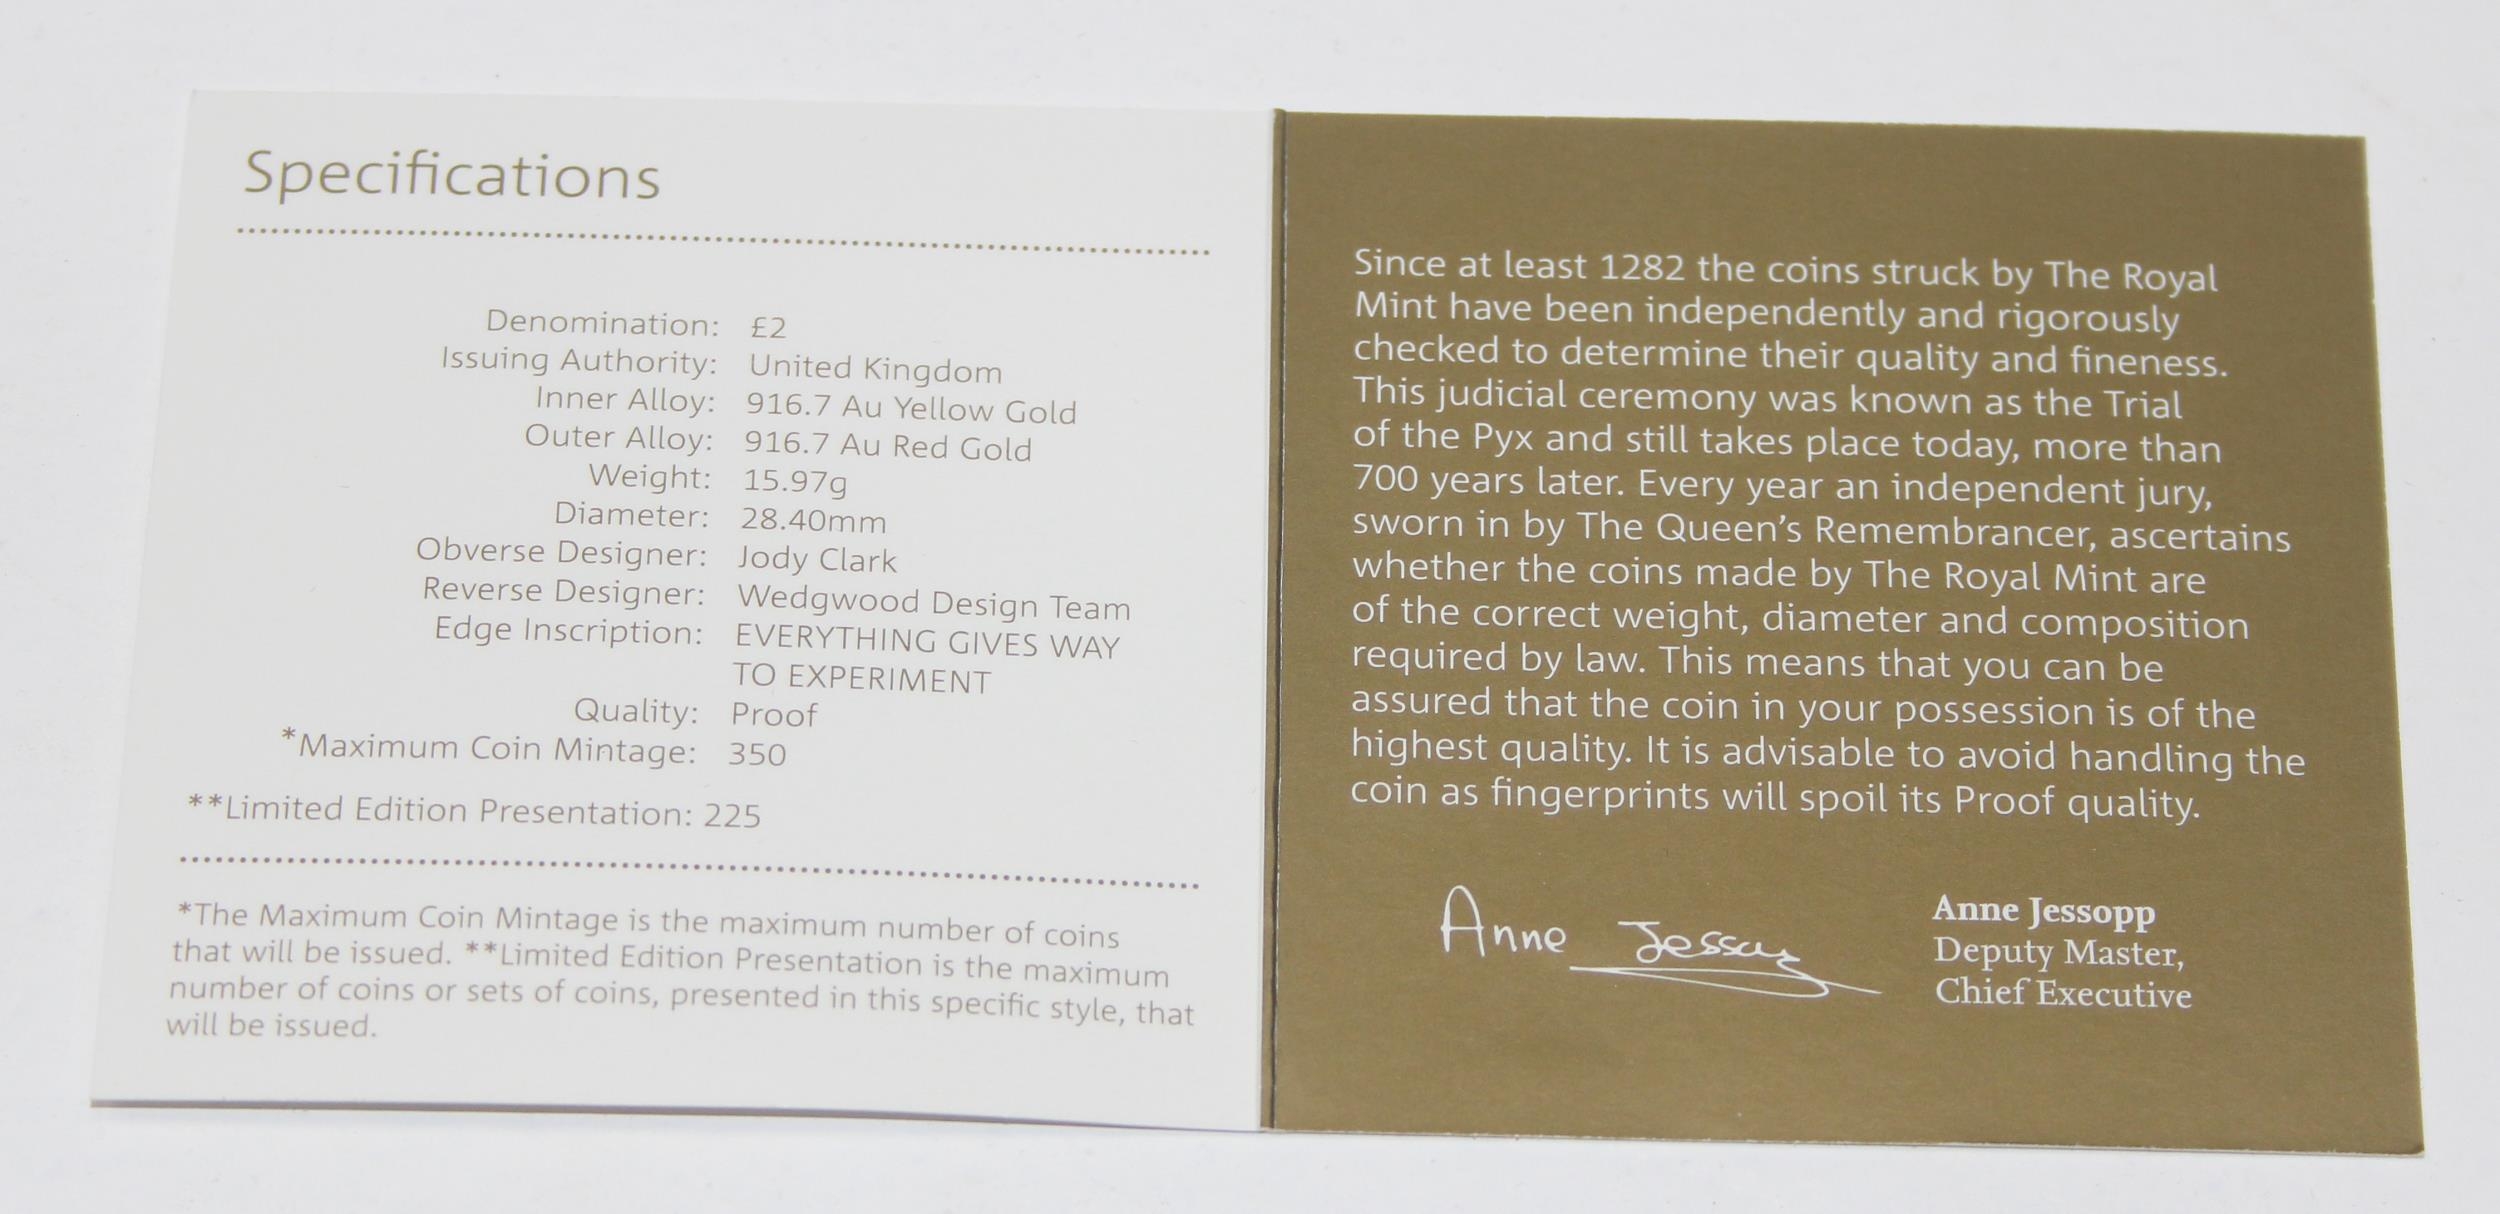 Specifications
Denomination: £2
Issuing Authority: United Kingdom
Inner Alloy: 916.7 Au Yellow Gold
Outer Alloy: 916.7 Au Red Gold
Weight: 15.97g
Diameter: 28.40mm
Obverse Designer: Jody Clark
Reverse Designer: Wedgwood Design Team
Edge Inscription: EVERYTHING GIVES WAY
TO EXPERIMENT
Quality: Proof
*Maximum Coin Mintage: 350
**Limited Edition Presentation: 225
*The Maximum Coin Mintage is the maximum number of coins
that will be issued. **Limited Edition Presentation is the maximum
number of coins or sets of coins, presented in this specific style, that
will be issued.
Since at least 1282 the coins struck by The Royal
Mint have been independently and rigorously
checked to determine their quality and fineness.
This judicial ceremony was known as the Trial
of the Pyx and still takes place today, more than
700 years later. Every year an independent jury,
sworn in by The Queen's Remembrancer, ascertains
whether the coins made by The Royal Mint are
of the correct weight, diameter and composition
required by law. This means that you can be
assured that the coin in your possession is of the
highest quality. It is advisable to avoid handling the
coin as fingerprints will spoil its Proof quality.
Anne Jessopp
Anne Jessopp
Deputy Master,
Chief Executive